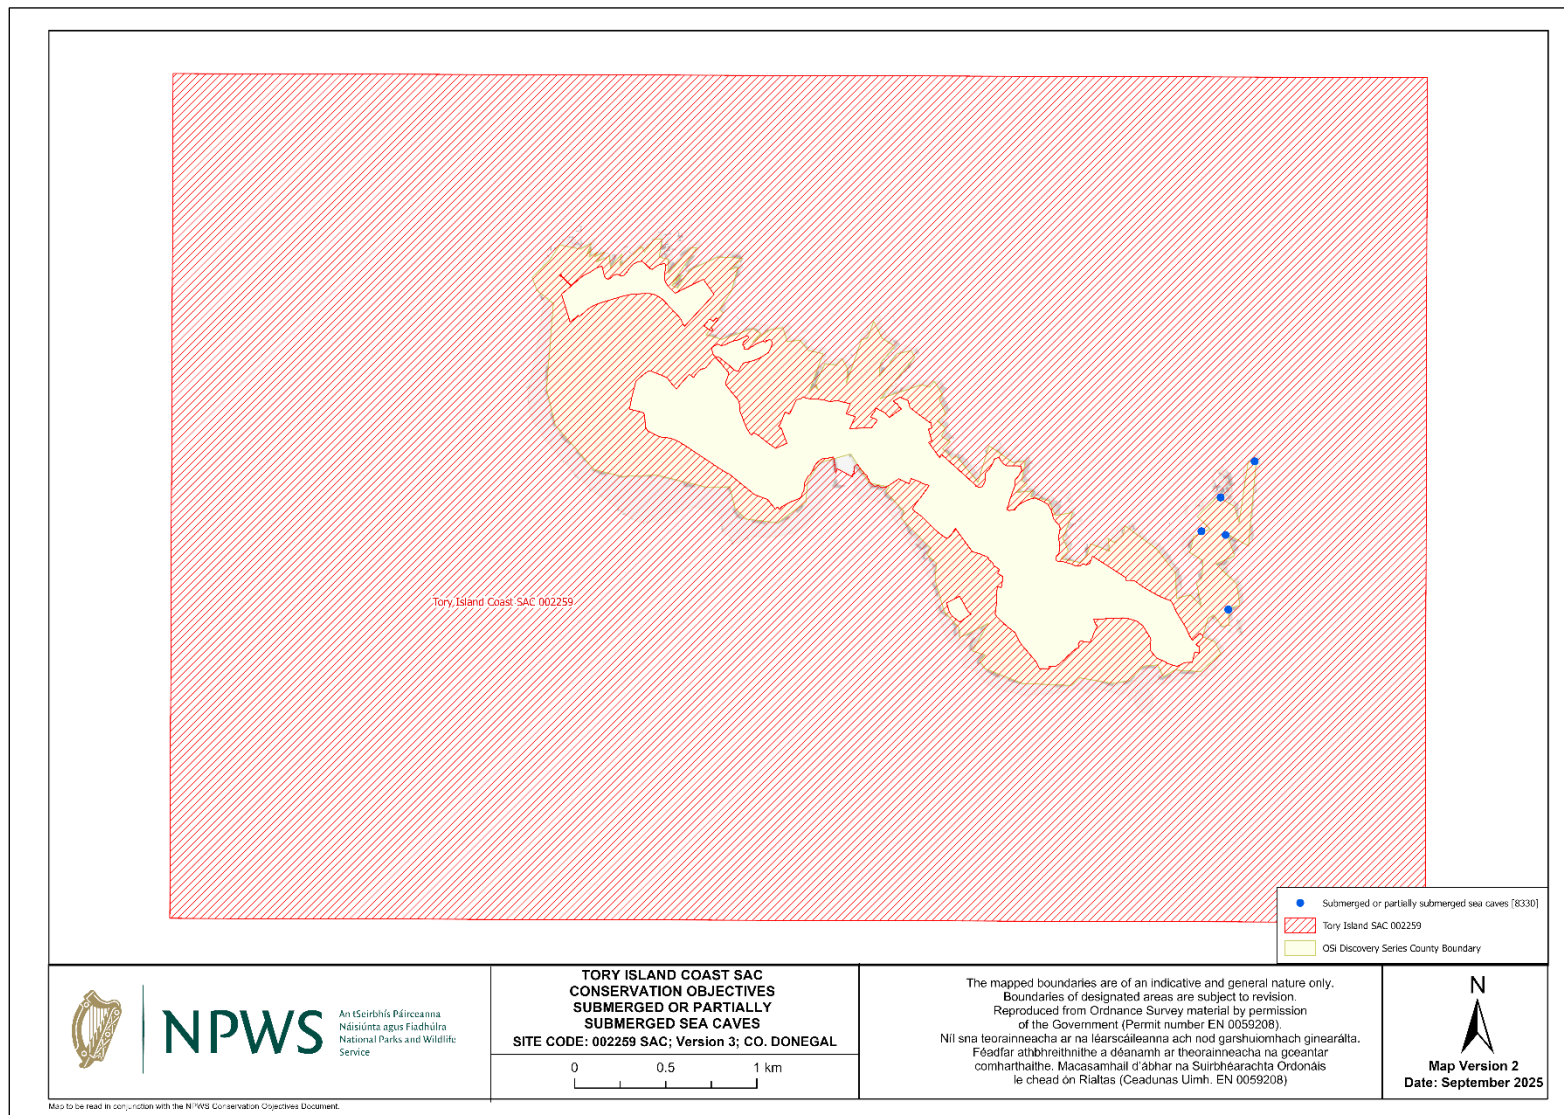 Tory Island Coast SAC 002259
Submerged or partially submerged sea caves [8330]
Tory Island SAC 002259
OSi Discovery Series County Boundary
NPWS
An tSeirbhís Páirceanna
Náisiúnta agus Fiadhúlra
National Parks and Wildlife
Service
TORY ISLAND COAST SAC
CONSERVATION OBJECTIVES
SUBMERGED OR PARTIALLY
SUBMERGED SEA CAVES
SITE CODE: 002259 SAC; Version 3; CO. DONEGAL
0 0.5 1 km
The mapped boundaries are of an indicative and general nature only.
Boundaries of designated areas are subject to revision.
Reproduced from Ordnance Survey material by permission
of the Government (Permit number EN 0059208).
Níl sna teorainneacha ar na léarscáileanna ach nod garshuiomhach ginearálta.
Féadfar athbhreithnithe a déanamh ar theorainneacha na gceantar
comharthaithe. Macasamhail d'ábhar na Suirbhéarachta Ordonáis
le chead ón Rialtas (Ceadunas Uimh. EN 0059208)
N
Map Version 2
Date: September 2025
Map to be read in conjunction with the NPWS Conservation Objectives Document.